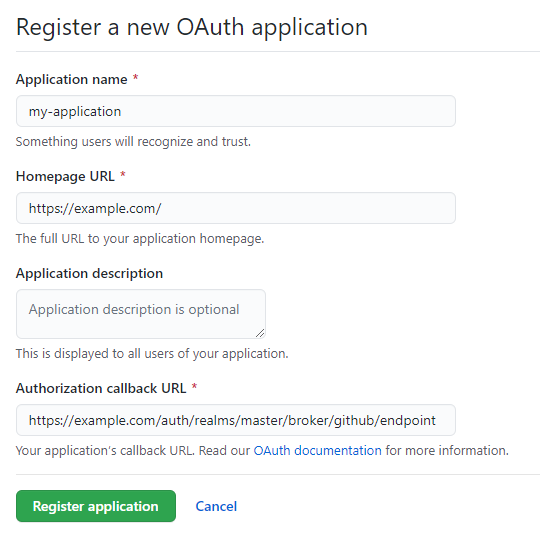 Register a new OAuth application
Application name *
my-application
Something users will recognize and trust.
Homepage URL *
https://example.com/
The full URL to your application homepage.
Application description
Application description is optional
This is displayed to all users of your application.
Authorization callback URL *
https://example.com/auth/realms/master/broker/github/endpoint
Your application's callback URL. Read our OAuth documentation for more information.
Register application Cancel